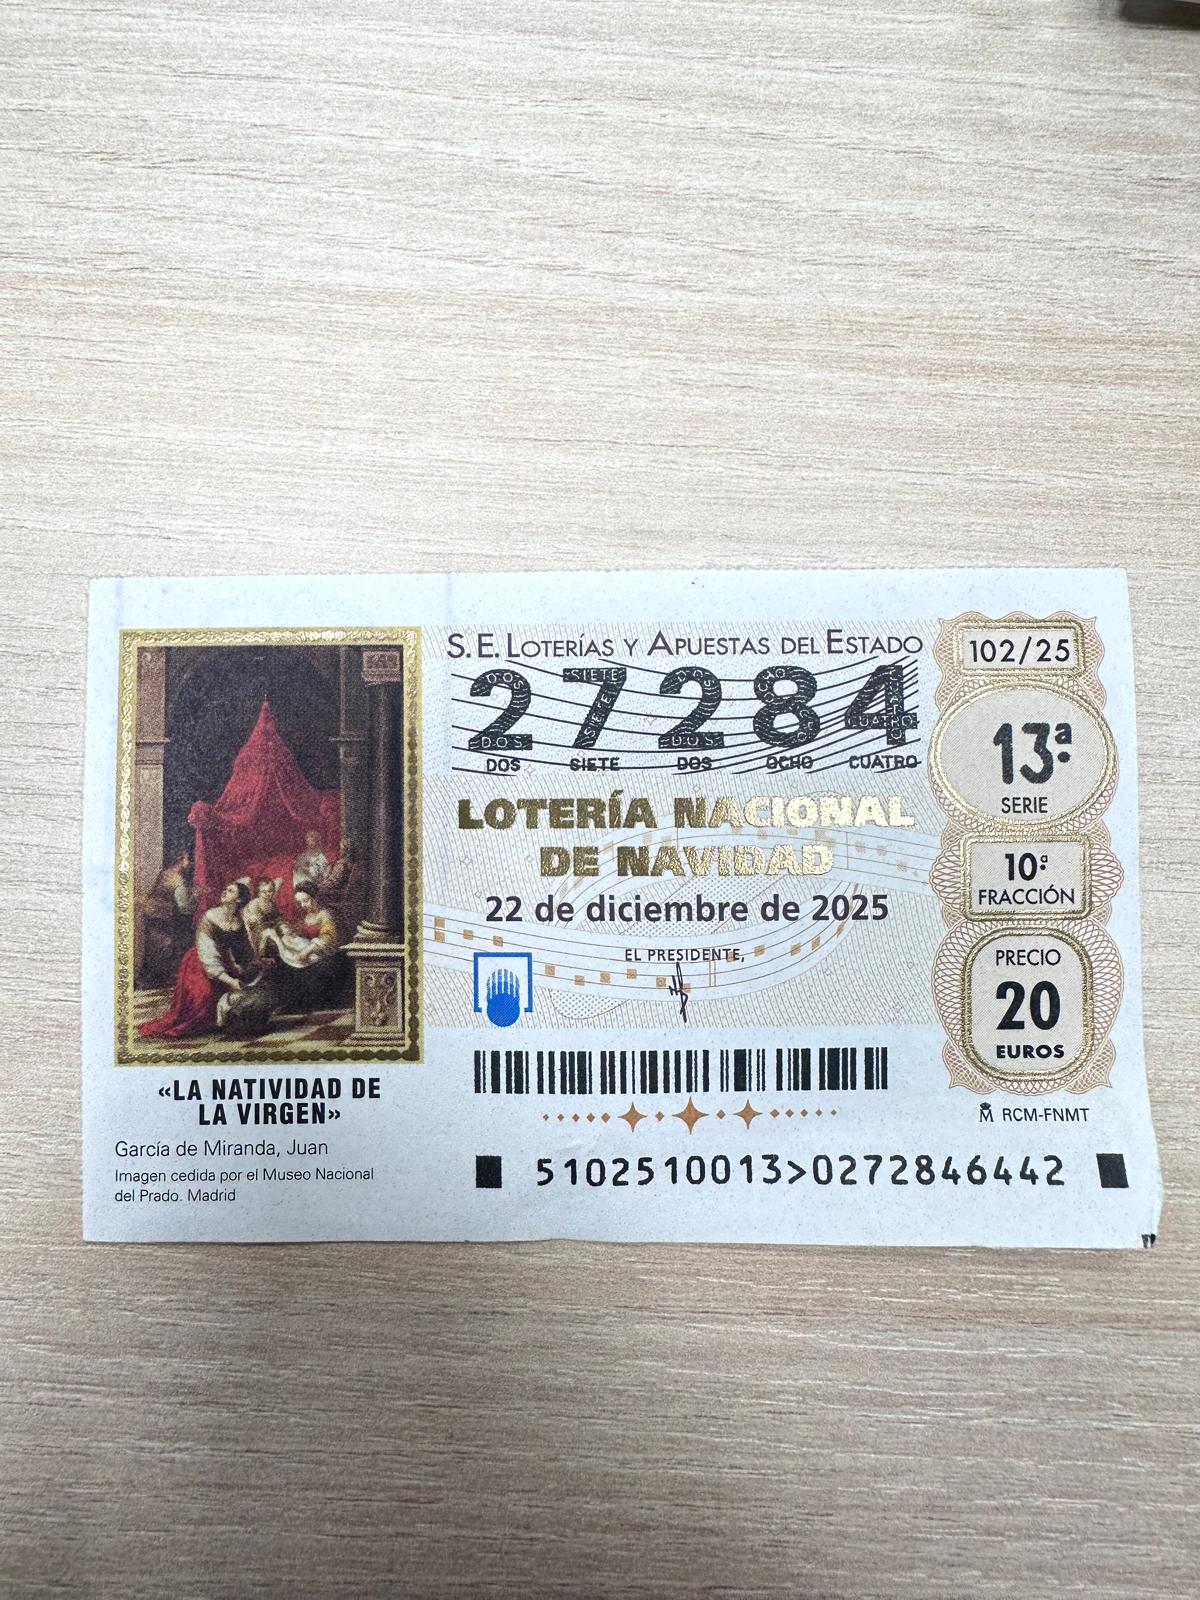 S.E. LOTERÍAS Y APUESTAS DEL ESTADO
27284
DOS SIETE DOS OCHO CUATRO
LOTERÍA NACIONAL
DE NAVIDAD
22 de diciembre de 2025
EL PRESIDENTE,
102/25
13ª
SERIE
10ª
FRACCIÓN
PRECIO
20
EUROS
M RCM-FNMT
«LA NATIVIDAD DE
LA VIRGEN»
García de Miranda, Juan
Imagen cedida por el Museo Nacional
del Prado. Madrid
5102510013>0272846442